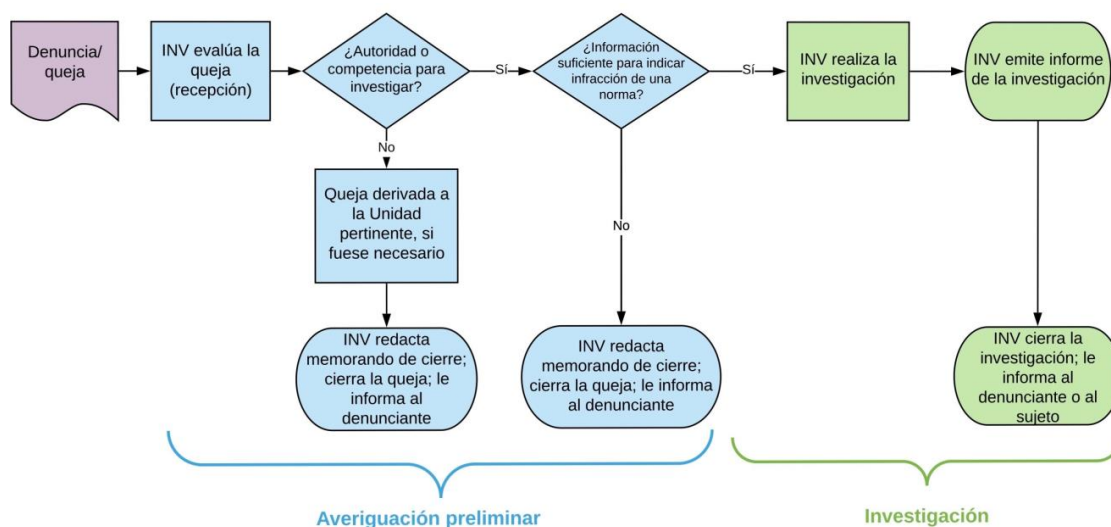 Denuncia/
queja
INV evalúa la
queja
(recepción)
¿Autoridad o
competencia para
investigar?
Sí
¿Información
suficiente para indicar
infracción de una
norma?
Sí
INV realiza la
investigación
INV emite informe
de la investigación
No
Queja derivada a
la Unidad
pertinente, si
fuese necesario
No
INV redacta
memorando de cierre;
cierra la queja; le
informa al
denunciante
INV redacta
memorando de cierre;
cierra la queja; le informa
al denunciante
INV cierra la
investigación; le
informa al
denunciante o al
sujeto
Averiguación preliminar
Investigación